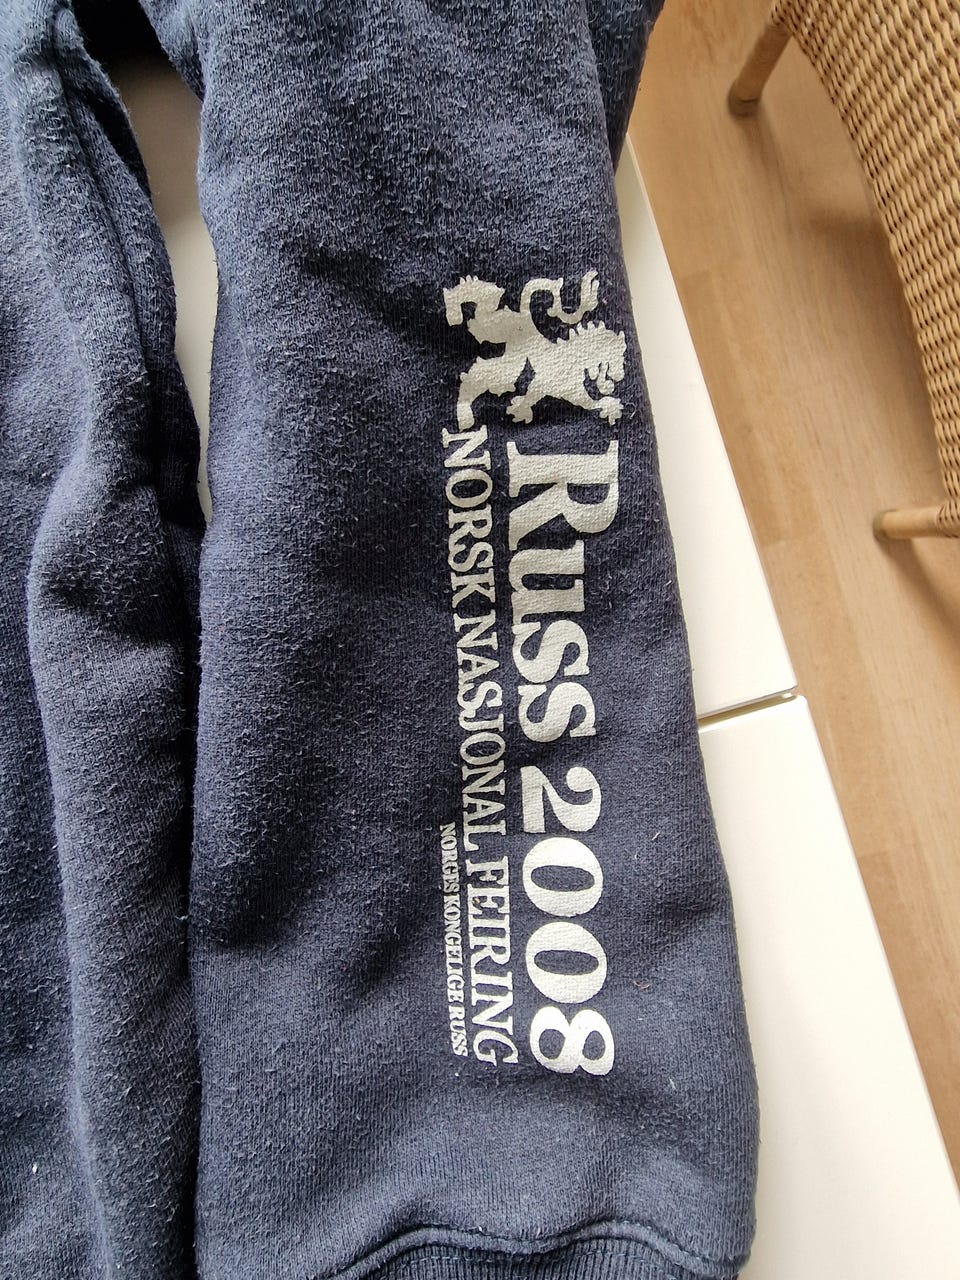 Russ 2008
NORSK NASJONAL FEIRING
NORGES KONGELIGE RUSS